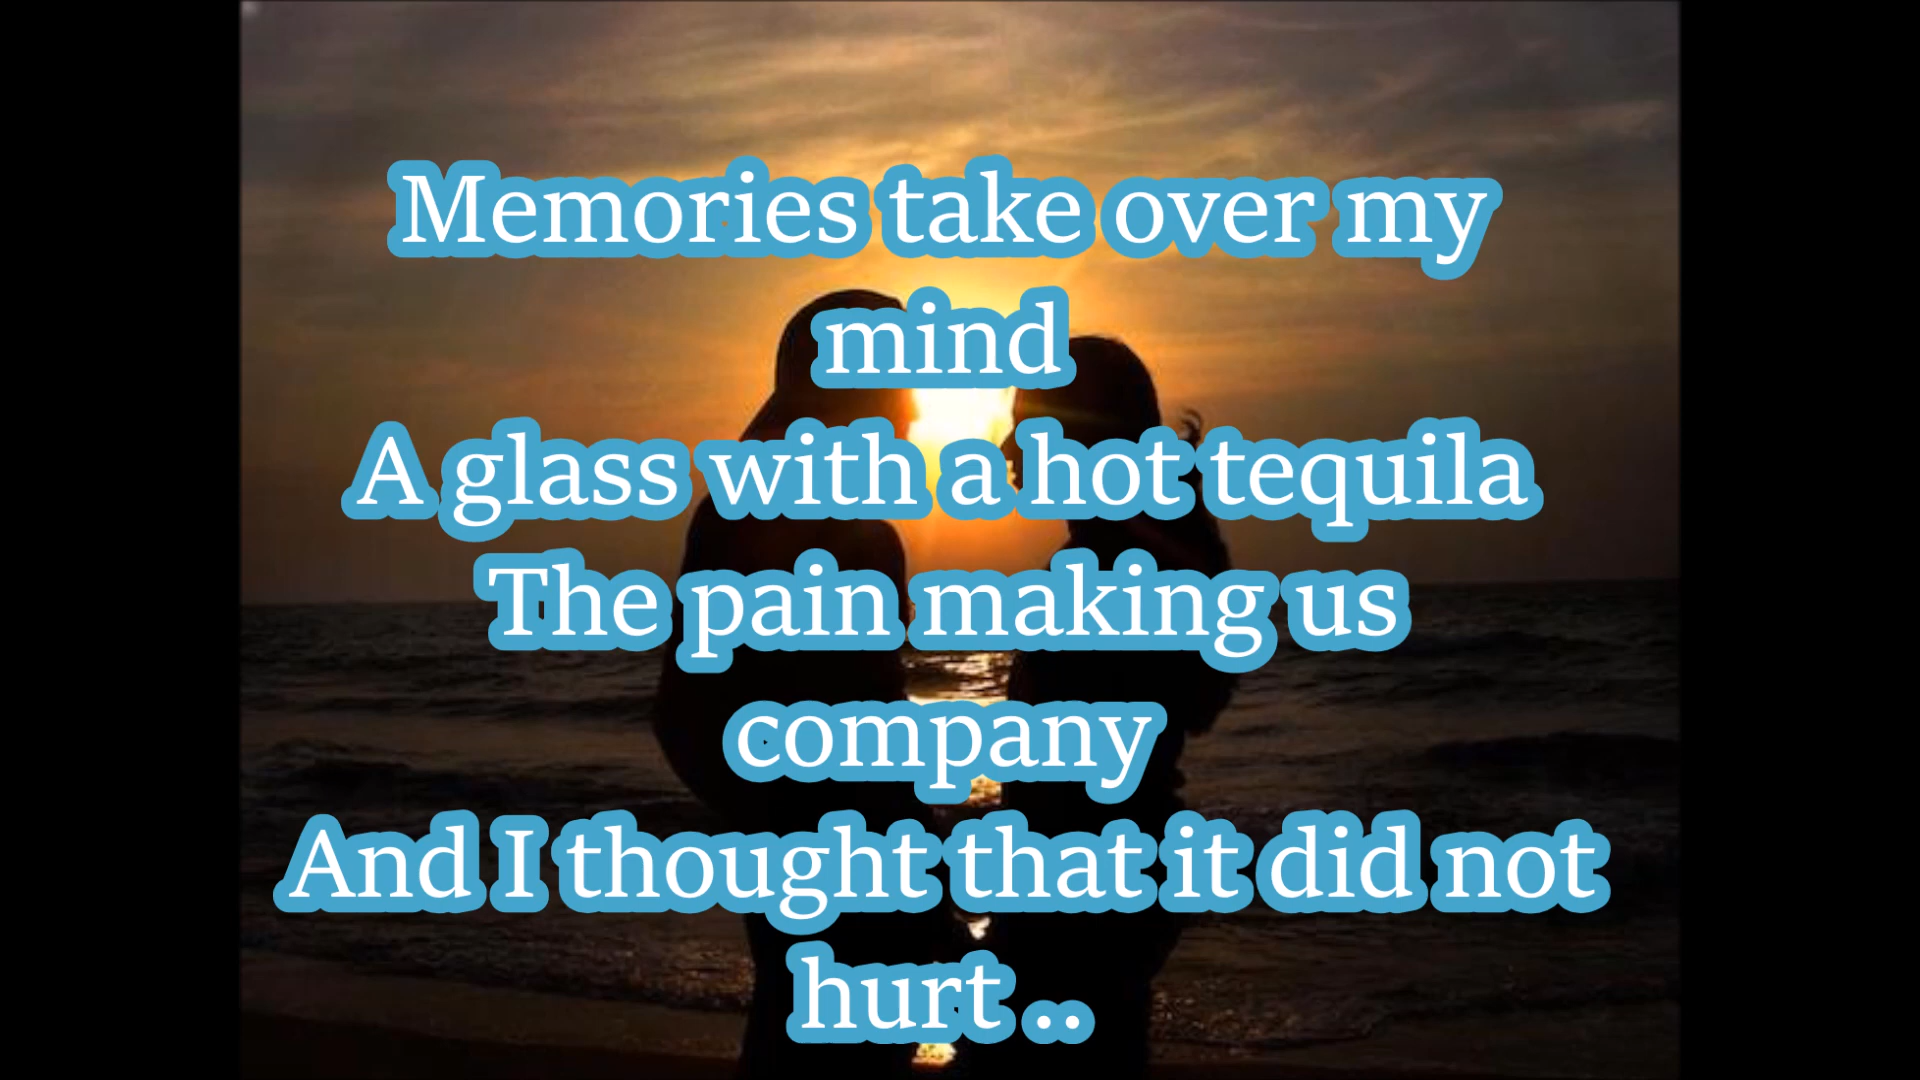 Memories take over my
mind
A glass with a hot tequila
The pain making us
company
And I thought that it did not
hurt ..